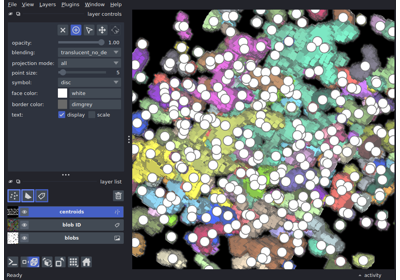 File View Layers Plugins Window Help
layer controls
opacity: 1.00
blending: translucent_no_de
projection mode: all
point size: 5
symbol: disc
face color: white
border color: dimgrey
text: display scale
layer list
centroids
blob ID
blobs
Ready
activity